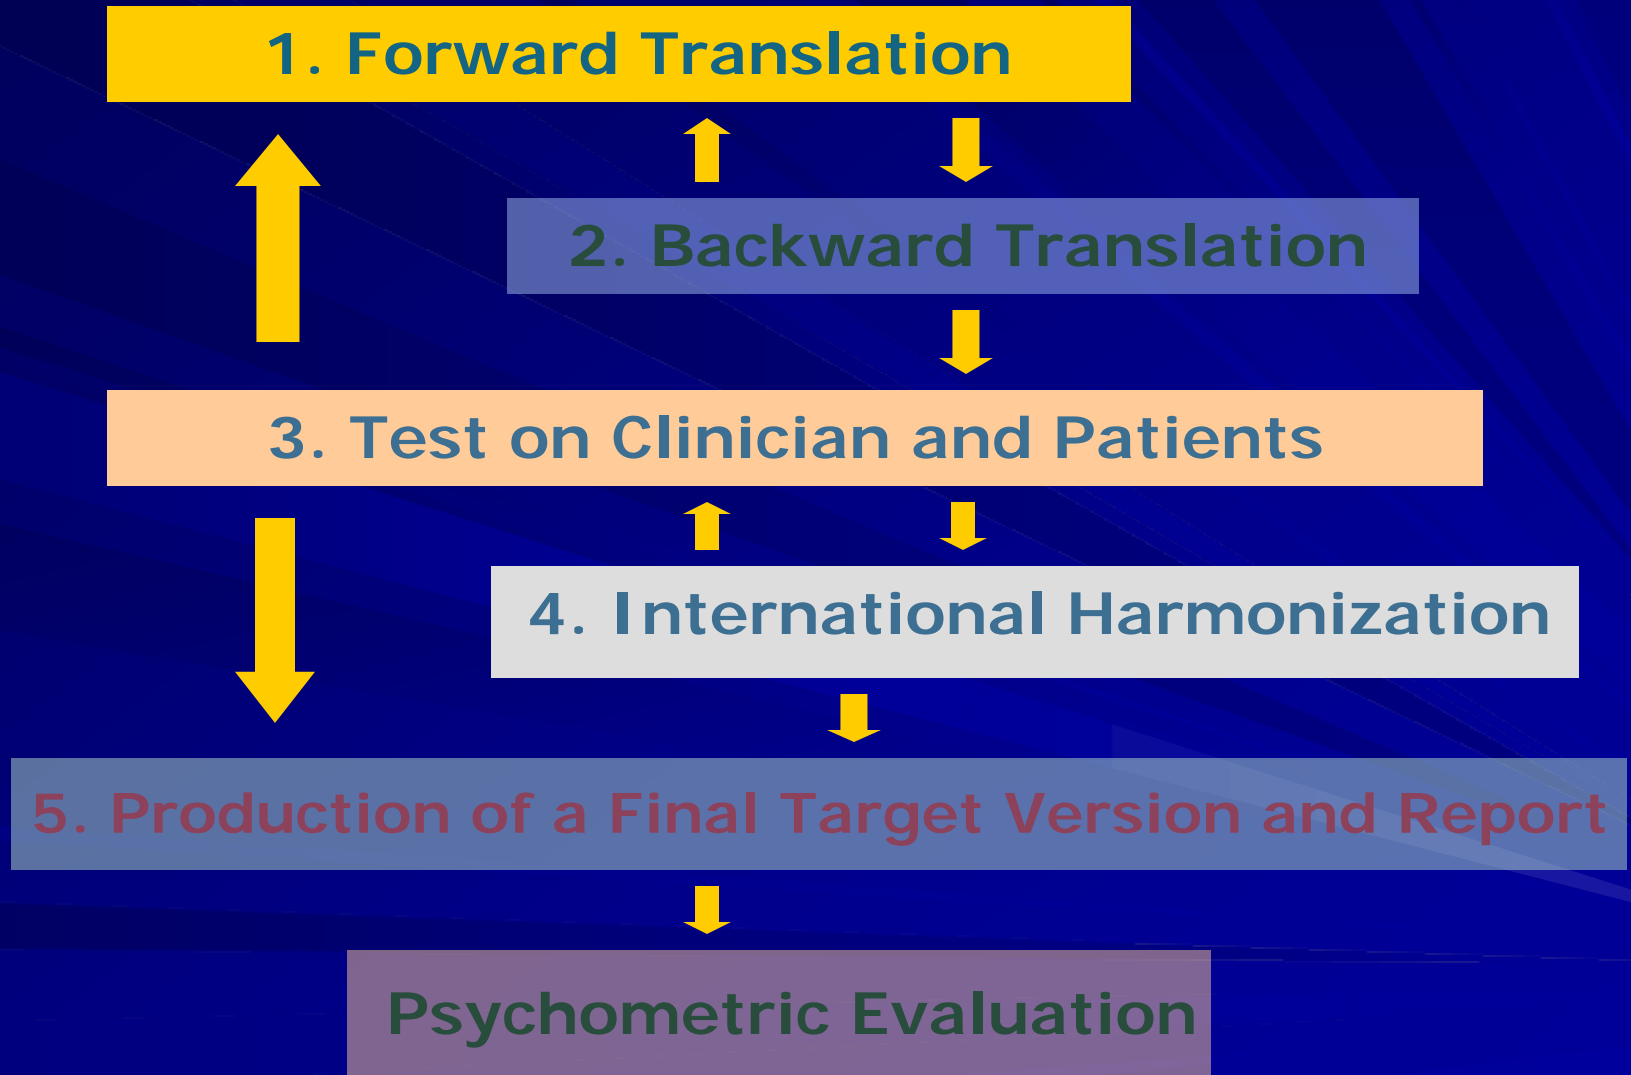 1. Forward Translation
2. Backward Translation
3. Test on Clinician and Patients
4. International Harmonization
5. Production of a Final Target Version and Report
Psychometric Evaluation